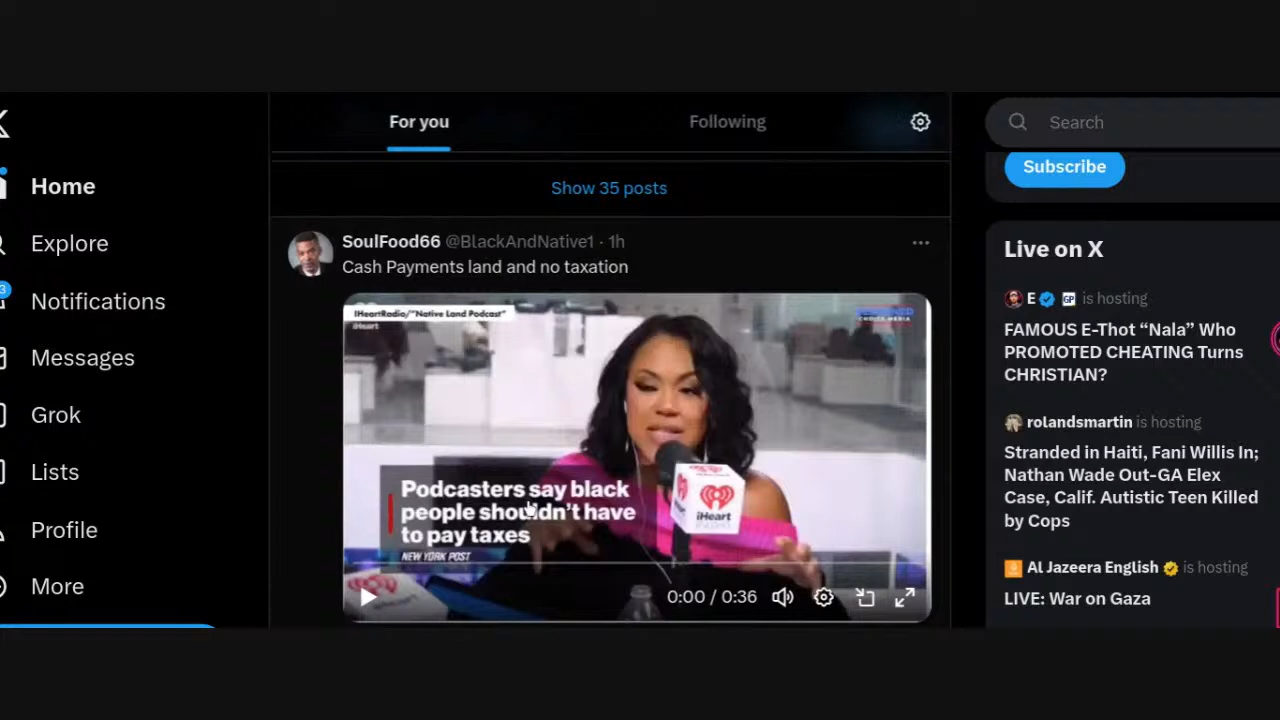 For you
Following
Search
Subscribe
Home
Show 35 posts
Explore
SoulFood66 @BlackAndNative1 · 1h
Cash Payments land and no taxation
Live on X
3
Notifications
IHeartRadio/"Native Land Podcast"
iHeart
E GP is hosting
FAMOUS E-Thot “Nala” Who
PROMOTED CHEATING Turns
CHRISTIAN?
Messages
Grok
rolandsmartin is hosting
Stranded in Haiti, Fani Willis In;
Nathan Wade Out-GA Elex
Case, Calif. Autistic Teen Killed
by Cops
Lists
Podcasters say black
people shouldn't have
to pay taxes
NEW YORK POST
iHeart
Profile
Al Jazeera English is hosting
LIVE: War on Gaza
More
0:00 / 0:36